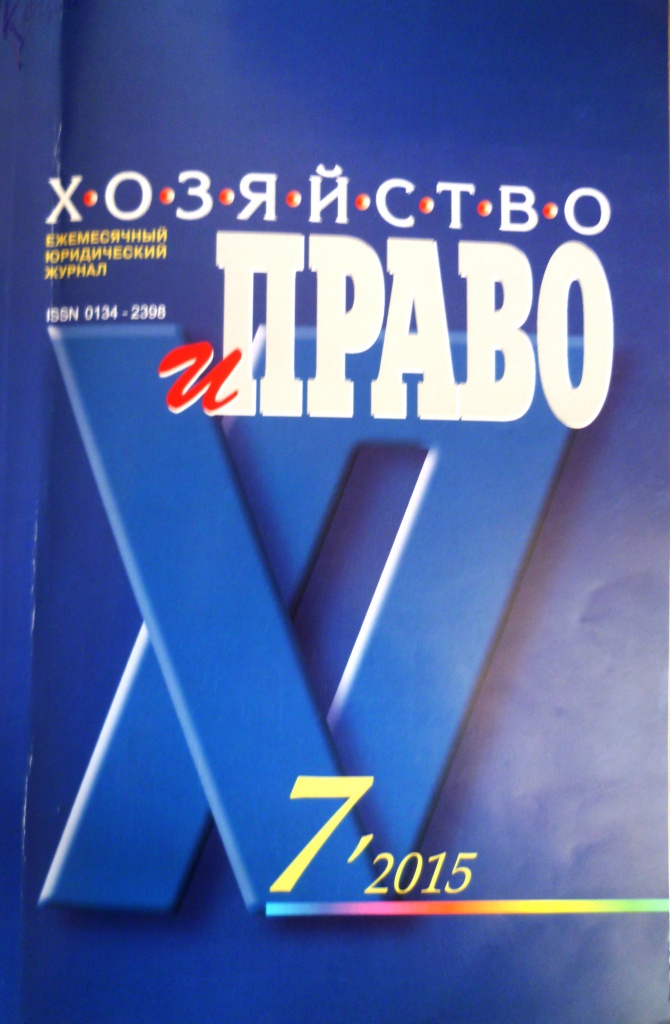 Х·О·З·Я·Й·С·Т·В·О
ЕЖЕМЕСЯЧНЫЙ
ЮРИДИЧЕСКИЙ
ЖУРНАЛ
ISSN 0134 - 2398
и ПРАВО
7, 2015